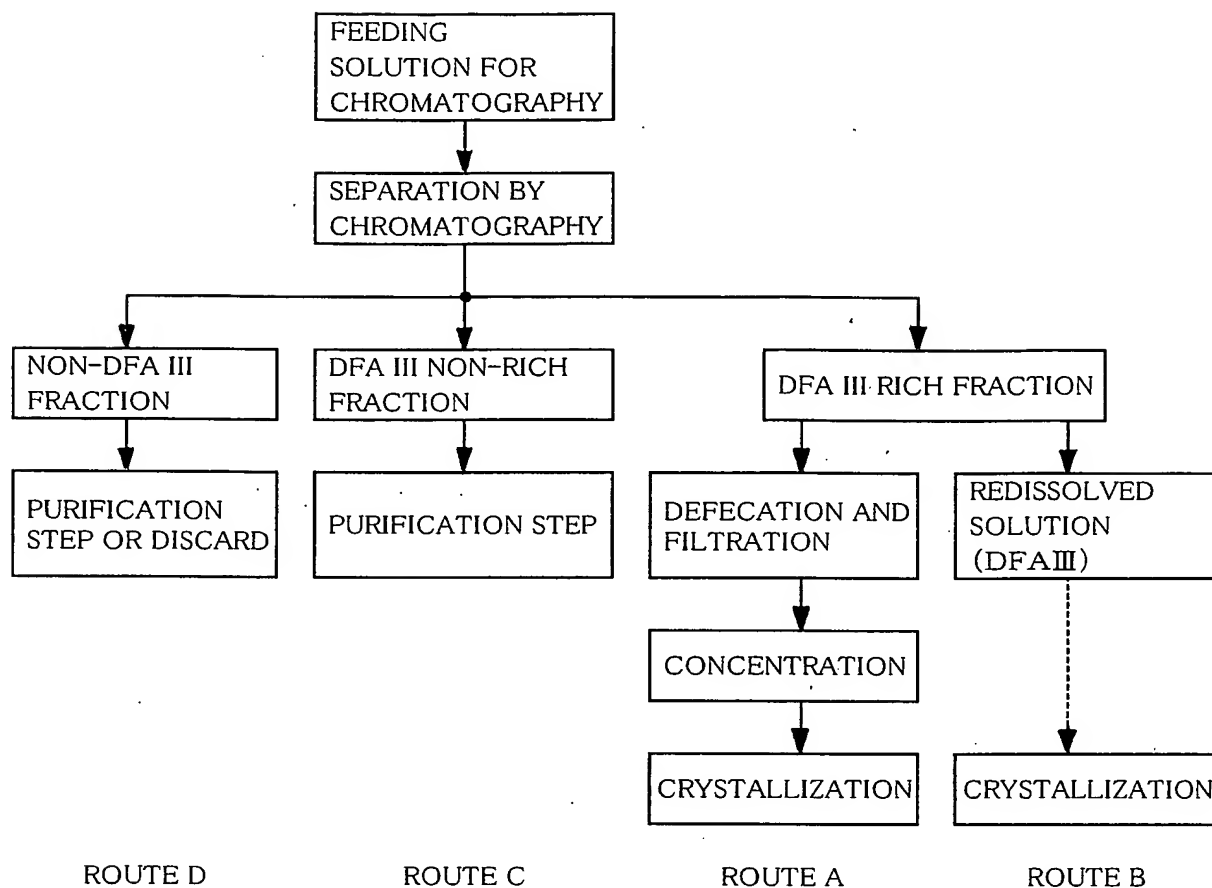 FEEDING
SOLUTION FOR
CHROMATOGRAPHY
SEPARATION BY
CHROMATOGRAPHY
NON-DFA III
FRACTION
DFA III NON-RICH
FRACTION
DFA III RICH FRACTION
PURIFICATION
STEP OR DISCARD
PURIFICATION STEP
DEFECATION AND
FILTRATION
REDISSOLVED
SOLUTION
(DFAIII)
CONCENTRATION
CRYSTALLIZATION
CRYSTALLIZATION
ROUTE D
ROUTE C
ROUTE A
ROUTE B